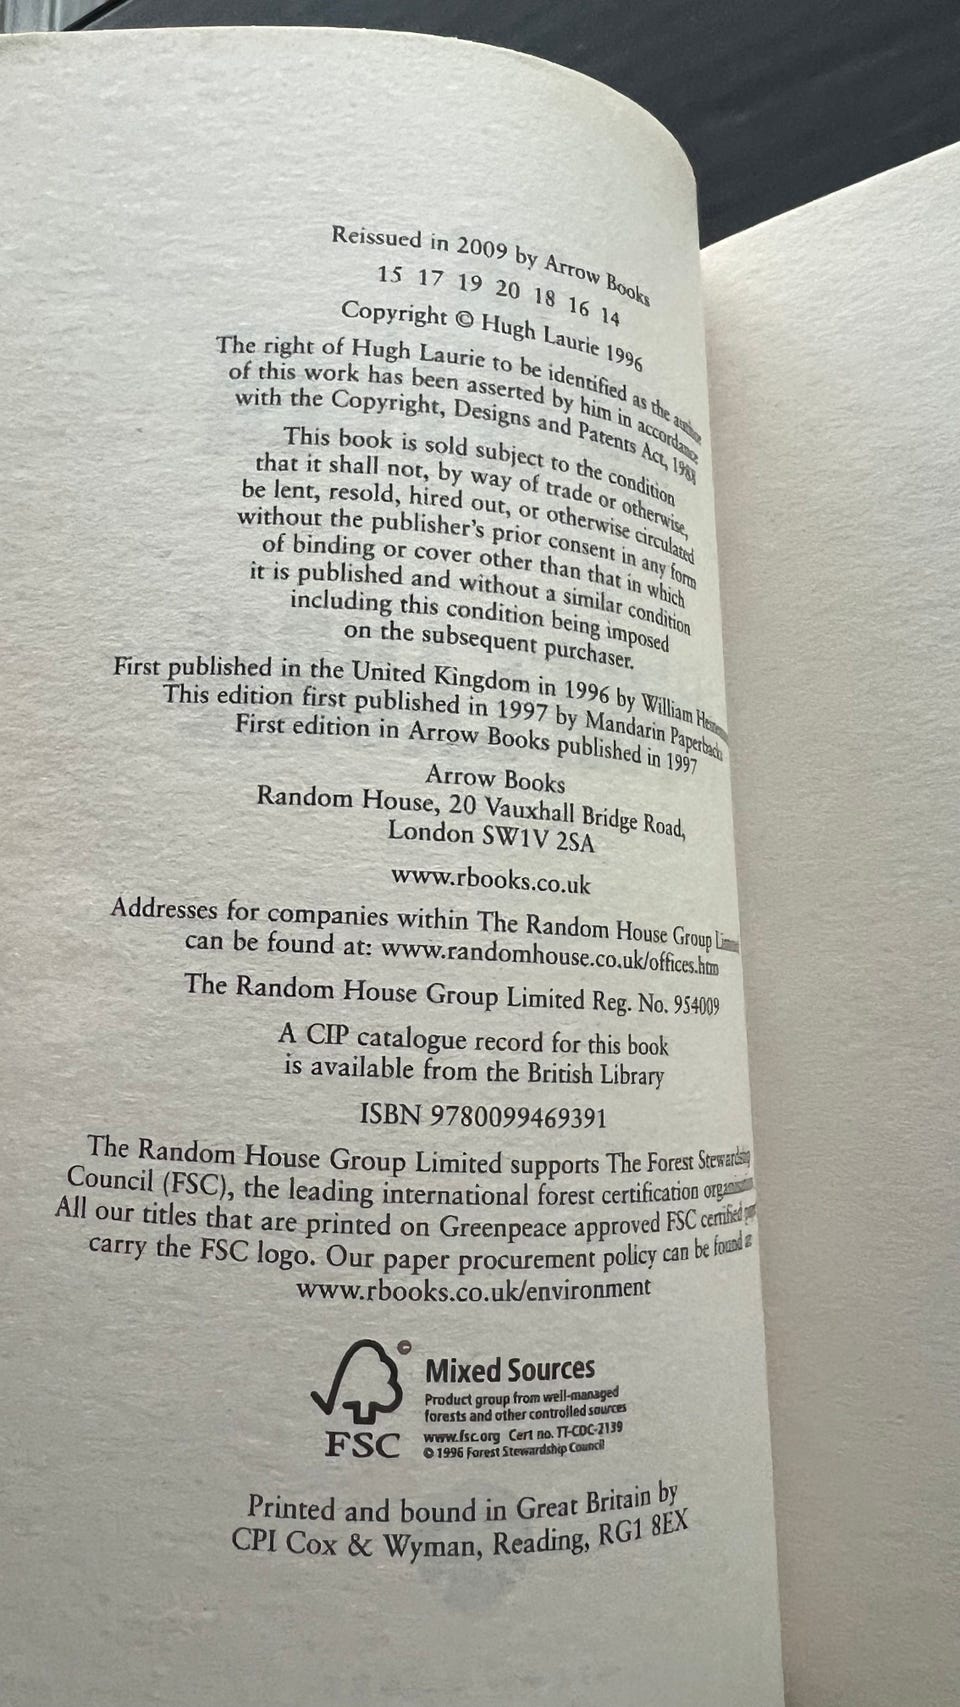 Reissued in 2009 by Arrow Books
15 17 19 20 18 16 14
Copyright © Hugh Laurie 1996
The right of Hugh Laurie to be identified as the author
of this work has been asserted by him in accordance
with the Copyright, Designs and Patents Act, 1988
This book is sold subject to the condition
that it shall not, by way of trade or otherwise,
be lent, resold, hired out, or otherwise circulated
without the publisher's prior consent in any form
of binding or cover other than that in which
it is published and without a similar condition
including this condition being imposed
on the subsequent purchaser.
First published in the United Kingdom in 1996 by William
This edition first published in 1997 by Mandarin Paperbacks
First edition in Arrow Books published in 1997
Arrow Books
Random House, 20 Vauxhall Bridge Road,
London SW1V 2SA
www.rbooks.co.uk
Addresses for companies within The Random House Group
can be found at: www.randomhouse.co.uk/offices.htm
The Random House Group Limited Reg. No. 954009
A CIP catalogue record for this book
is available from the British Library
ISBN 9780099469391
The Random House Group Limited supports The Forest Stewardship
Council (FSC), the leading international forest certification
All our titles that are printed on Greenpeace approved FSC certified
carry the FSC logo. Our paper procurement policy can be found at
www.rbooks.co.uk/environment
Mixed Sources
Product group from well-managed
forests and other controlled sources
www.fsc.org Cert no. TT-COC-2139
© 1996 Forest Stewardship Council
FSC
Printed and bound in Great Britain by
CPI Cox & Wyman, Reading, RG1 8EX